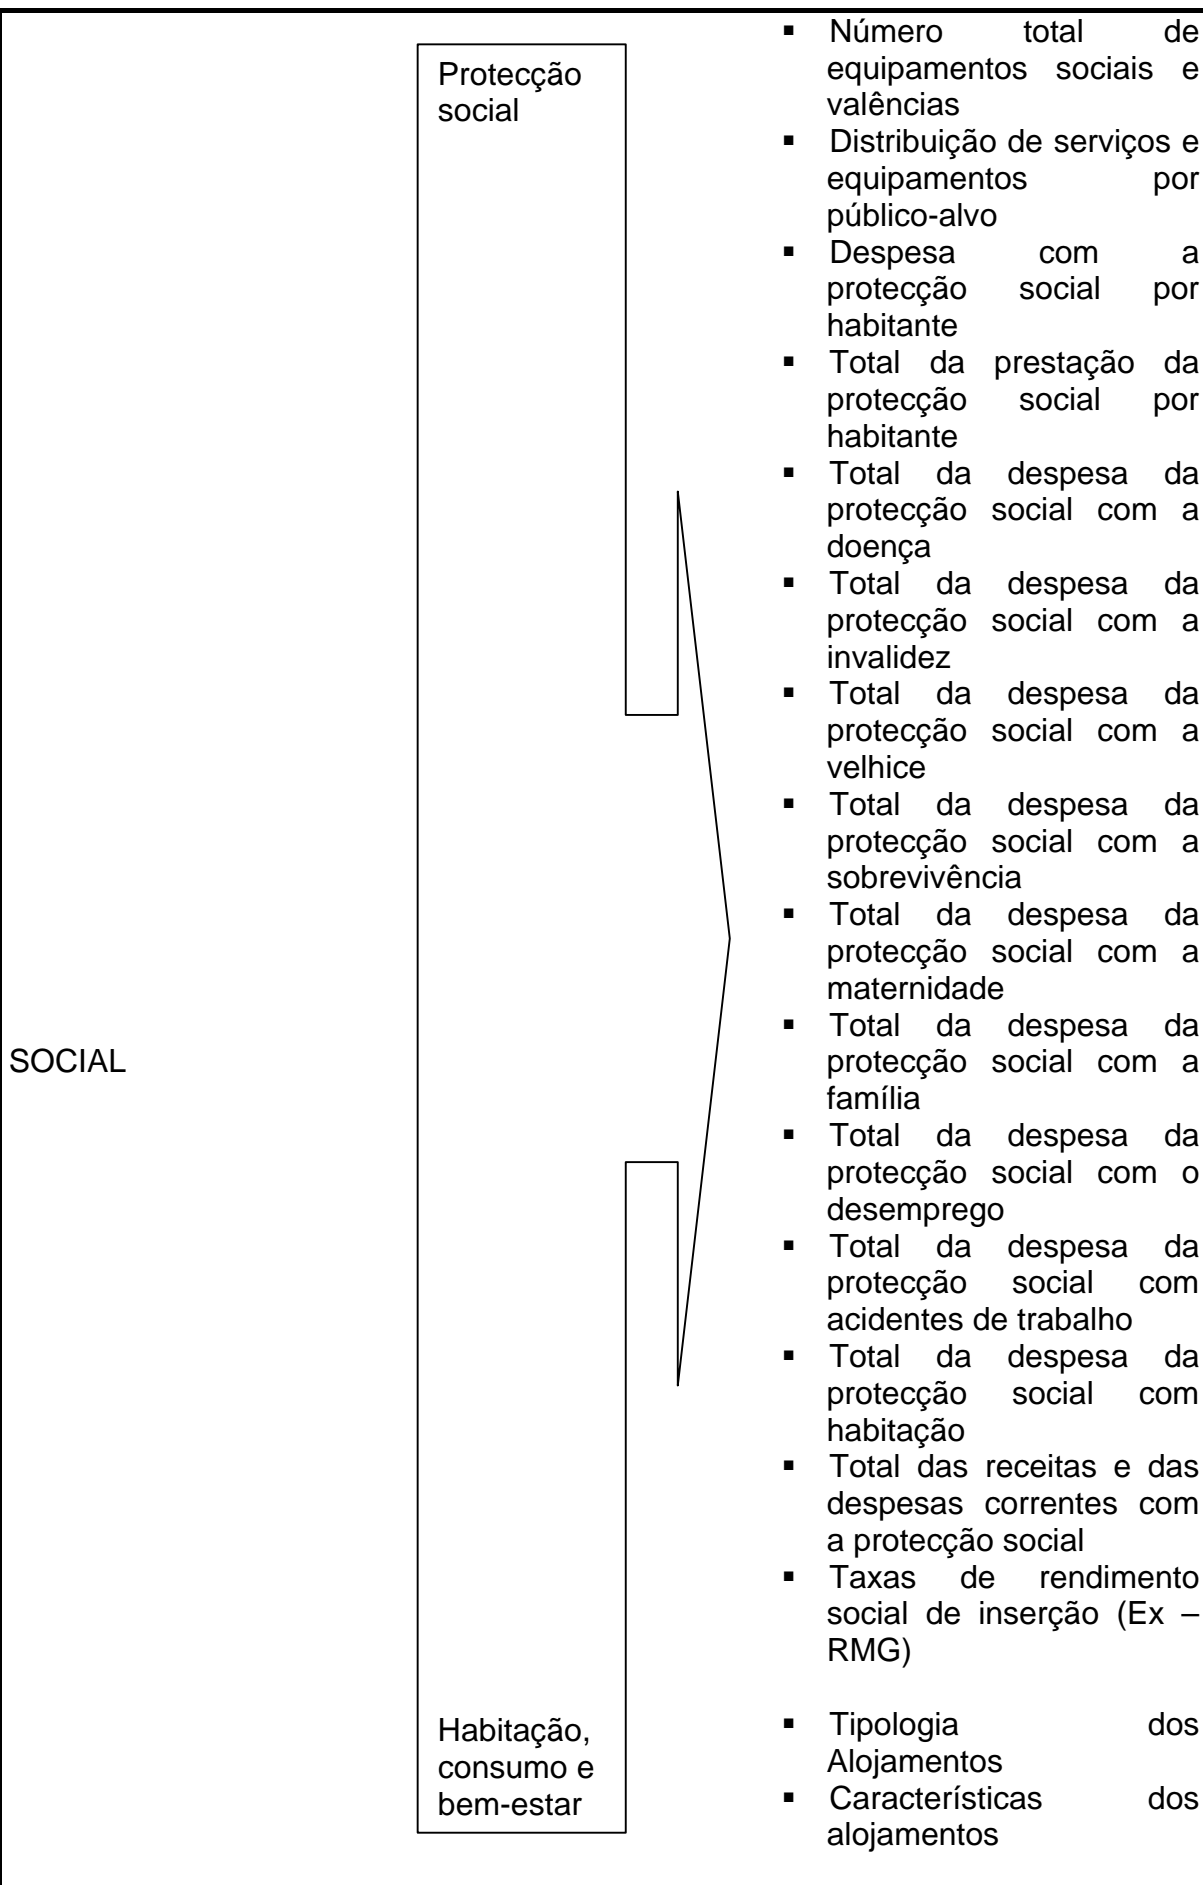 SOCIAL
Protecção
social
▪ Número total de
equipamentos sociais e
valências
▪ Distribuição de serviços e
equipamentos por
público-alvo
▪ Despesa com a
protecção social por
habitante
▪ Total da prestação da
protecção social por
habitante
▪ Total da despesa da
protecção social com a
doença
▪ Total da despesa da
protecção social com a
invalidez
▪ Total da despesa da
protecção social com a
velhice
▪ Total da despesa da
protecção social com a
sobrevivência
▪ Total da despesa da
protecção social com a
maternidade
▪ Total da despesa da
protecção social com a
família
▪ Total da despesa da
protecção social com o
desemprego
▪ Total da despesa da
protecção social com
acidentes de trabalho
▪ Total da despesa da
protecção social com
habitação
▪ Total das receitas e das
despesas correntes com
a protecção social
▪ Taxas de rendimento
social de inserção (Ex –
RMG)
Habitação,
consumo e
bem-estar
▪ Tipologia dos
Alojamentos
▪ Características dos
alojamentos